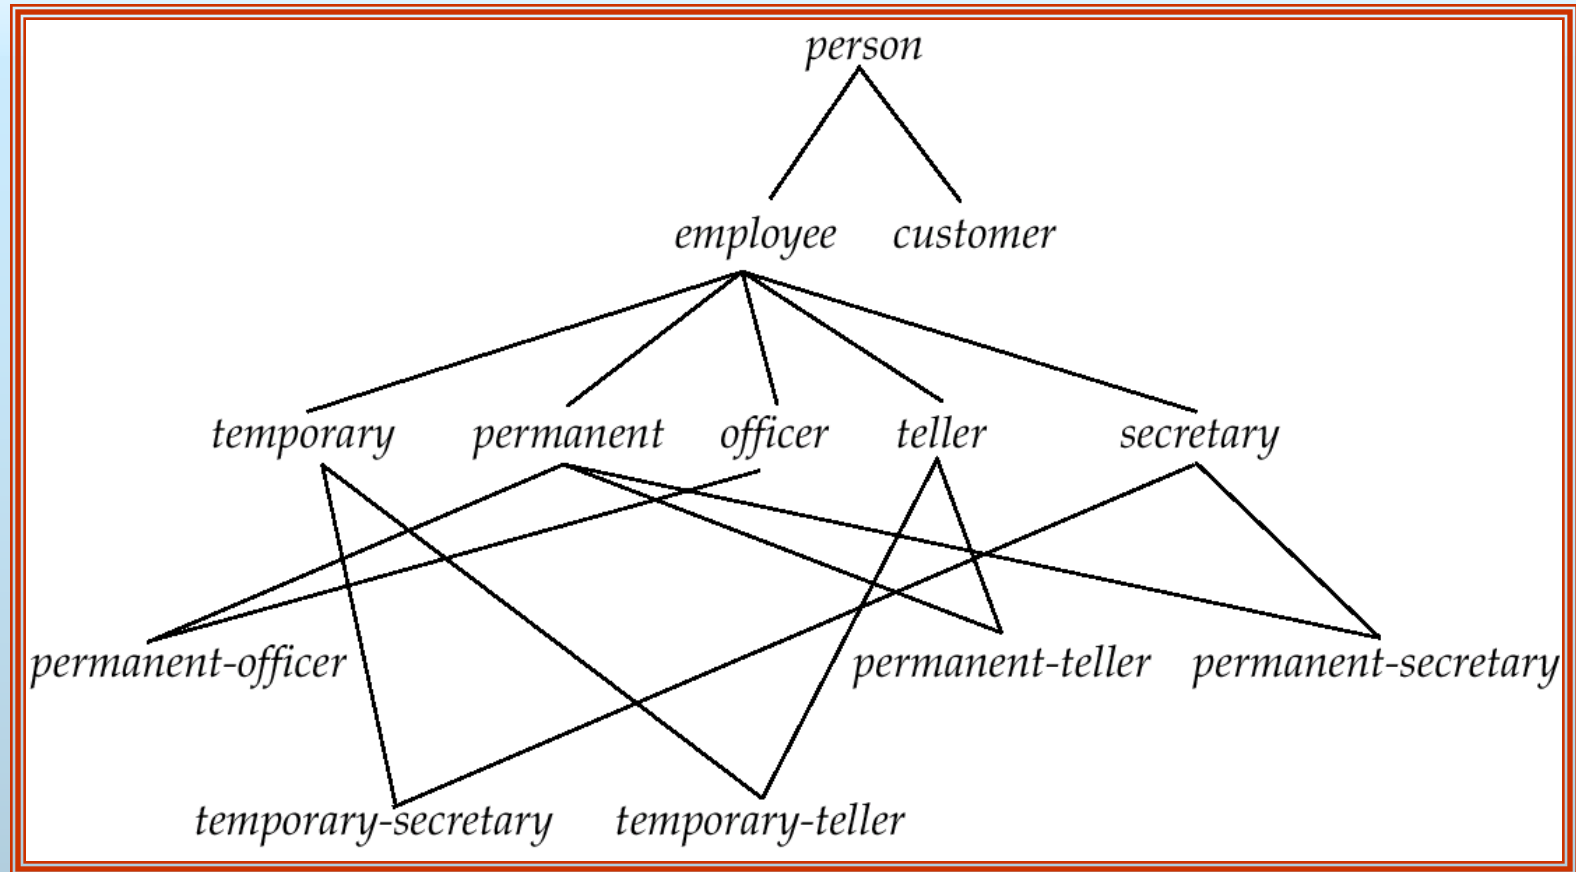 person
employee customer
temporary permanent officer teller secretary
permanent-officer permanent-teller permanent-secretary
temporary-secretary temporary-teller